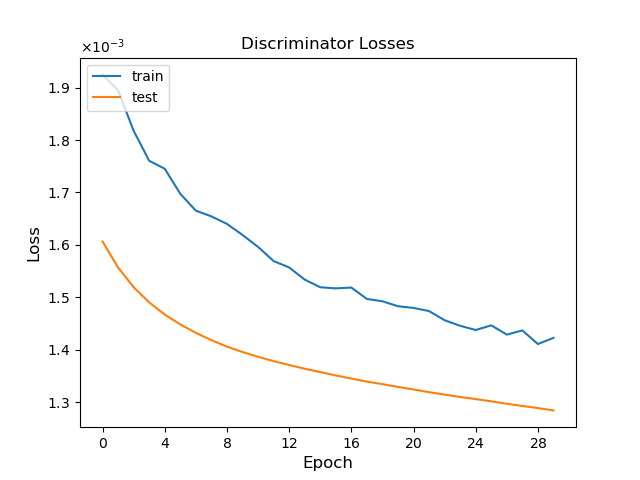 Discriminator Losses
×10⁻³
train
test
1.9
1.8
1.7
1.6
1.5
1.4
1.3
Loss
0 4 8 12 16 20 24 28
Epoch